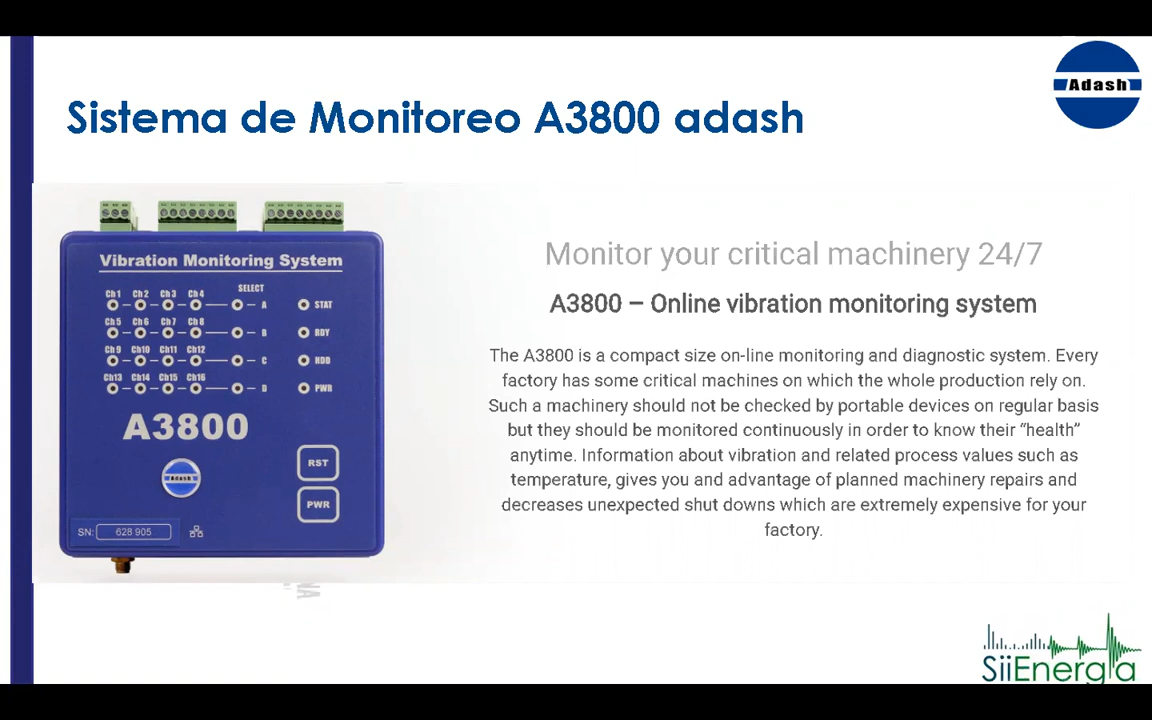 Adash
Sistema de Monitoreo A3800 adash
Vibration Monitoring System
SELECT
Ch1 Ch2 Ch3 Ch4 A STAT
Ch5 Ch6 Ch7 Ch8 B RDY
Ch9 Ch10 Ch11 Ch12 C HDD
Ch13 Ch14 Ch15 Ch16 D PWR
A3800
Adash
RST
PWR
SN: 628 905
Monitor your critical machinery 24/7
A3800 – Online vibration monitoring system
The A3800 is a compact size on-line monitoring and diagnostic system. Every
factory has some critical machines on which the whole production rely on.
Such a machinery should not be checked by portable devices on regular basis
but they should be monitored continuously in order to know their “health”
anytime. Information about vibration and related process values such as
temperature, gives you and advantage of planned machinery repairs and
decreases unexpected shut downs which are extremely expensive for your
factory.
SiiEnergía